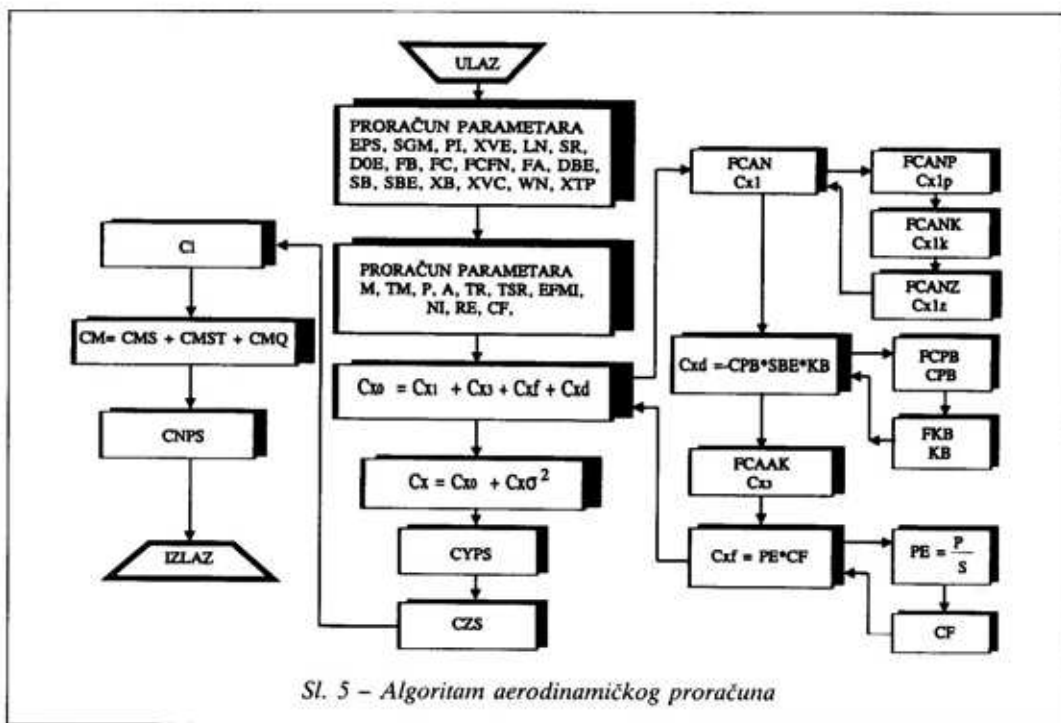 ULAZ
PRORAČUN PARAMETARA
EPS, SGM, PI, XVE, LN, SR,
D0E, FB, FC, FCFN, FA, DBE,
SB, SBE, XB, XVC, WN, XTP
PRORAČUN PARAMETARA
M, TM, P, A, TR, TSR, EFMI,
NI, RE, CF,
Cx0 = Cx1 + Cx3 + Cxf + Cxd
Cx = Cx0 + Cxσ²
CYPS
CZS
C1
CM= CMS + CMST + CMQ
CNPS
IZLAZ
FCAN
Cx1
FCANP
Cx1p
FCANK
Cx1k
FCANZ
Cx1z
Cxd =-CPB*SBE*KB
FCPB
CPB
FKB
KB
FCAAK
Cx3
Cxf = PE*CF
PE = P
S
CF
Sl. 5 – Algoritam aerodinamičkog proračuna